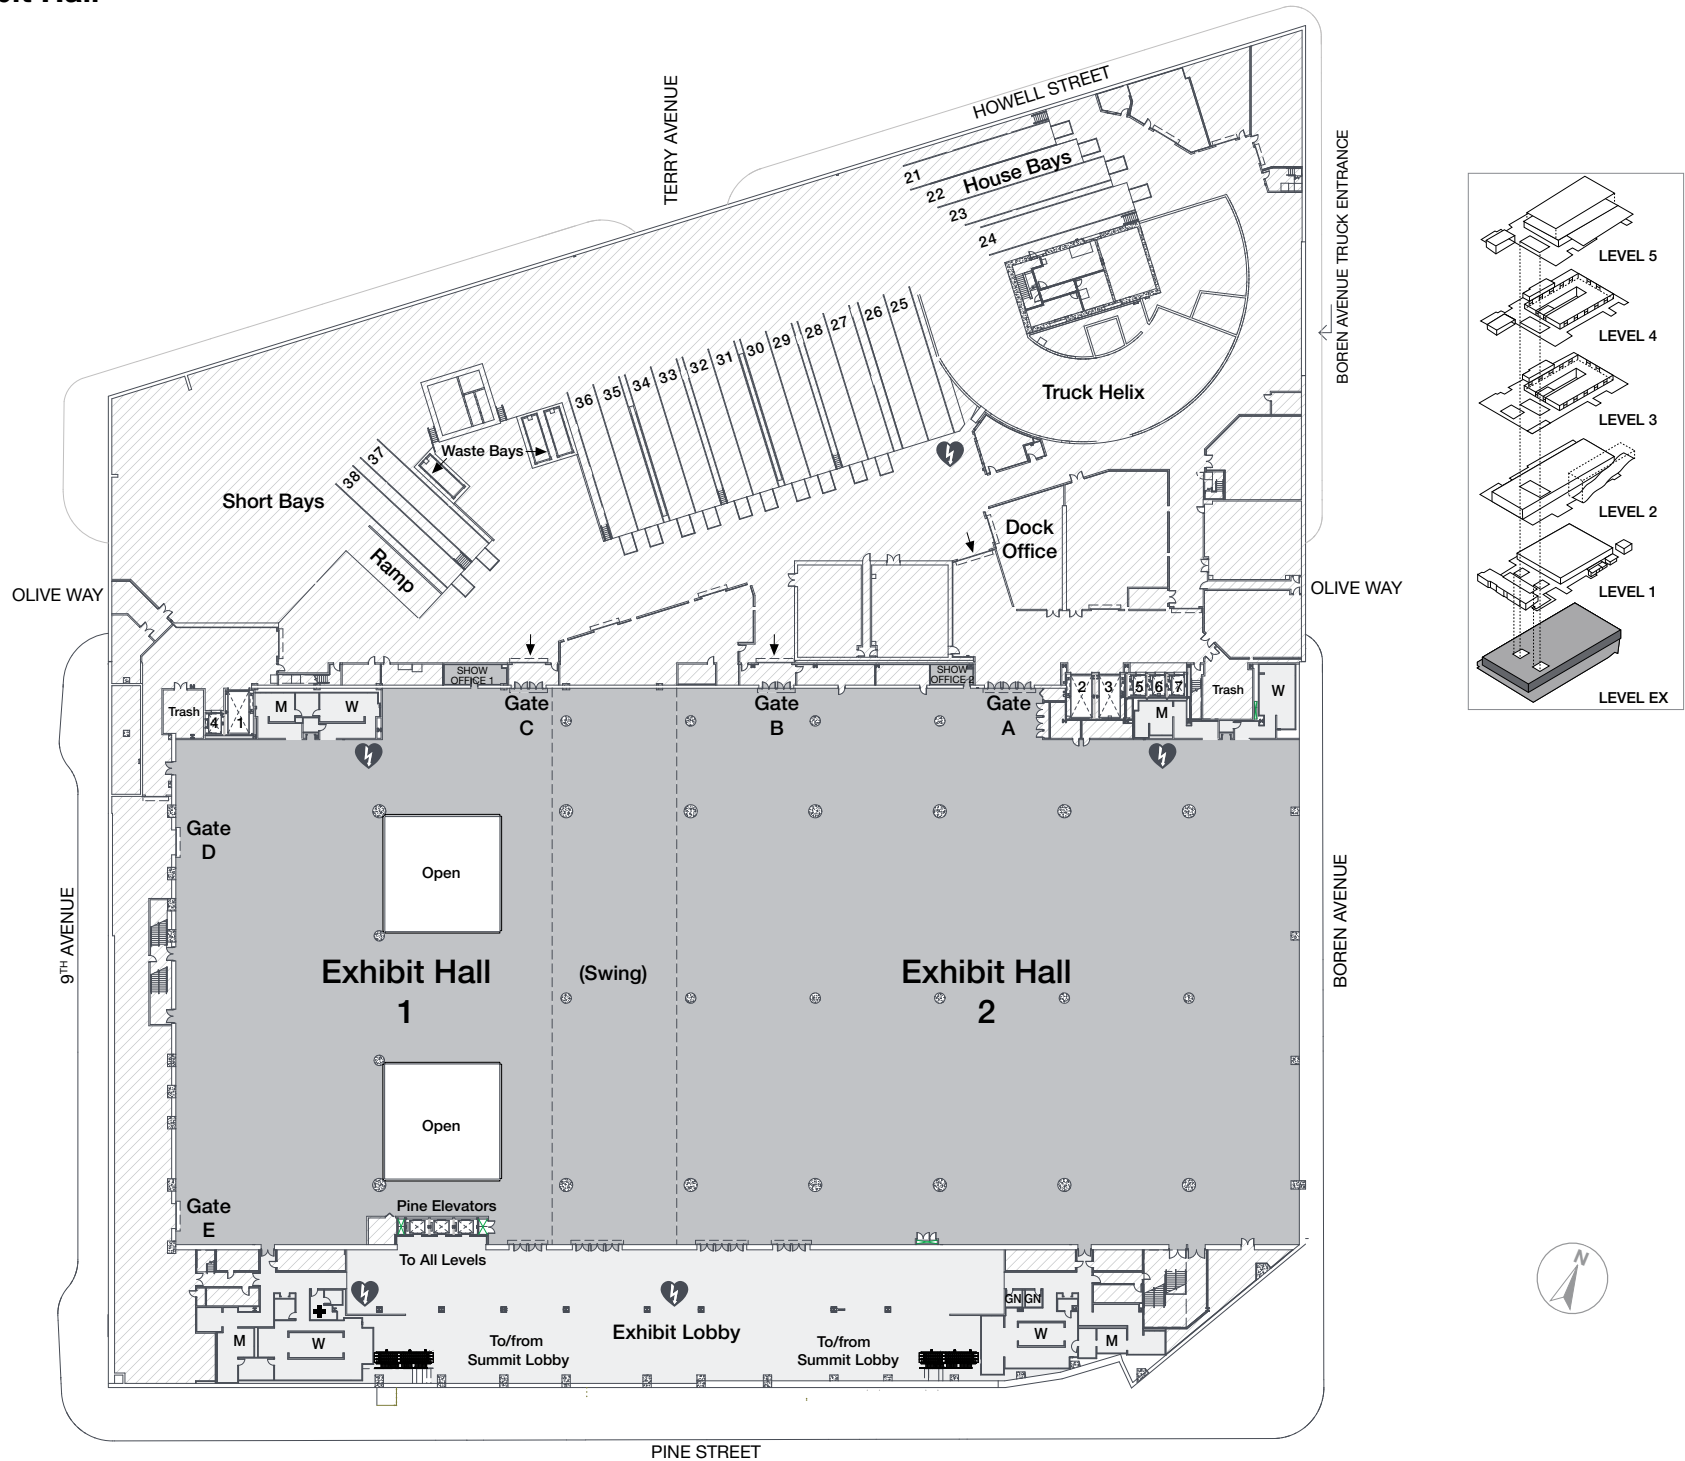 HOWELL STREET
TERRY AVENUE
BOREN AVENUE TRUCK ENTRANCE
21
House Bays
22
23
24
25
26
27
28
29
30
31
32
33
34
35
36
Truck Helix
Waste Bays
37
38
Short Bays
Ramp
Dock
Office
OLIVE WAY
OLIVE WAY
SHOW
OFFICE 1
SHOW
OFFICE 2
Trash
4
1
M
W
Gate
C
Gate
B
Gate
A
2
3
5
6
7
M
Trash
W
Gate
D
Open
9TH AVENUE
BOREN AVENUE
Exhibit Hall
1
(Swing)
Exhibit Hall
2
Open
Gate
E
Pine Elevators
To All Levels
GN
GN
M
W
Exhibit Lobby
To/from
Summit Lobby
To/from
Summit Lobby
W
M
PINE STREET
LEVEL 5
LEVEL 4
LEVEL 3
LEVEL 2
LEVEL 1
LEVEL EX
N